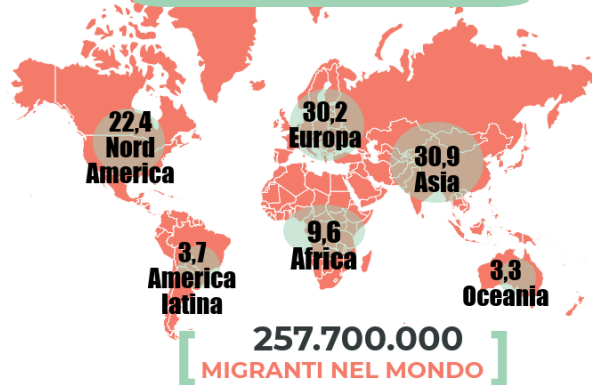 22,4
Nord
America
30,2
Europa
30,9
Asia
9,6
Africa
3,7
America
latina
3,3
Oceania
257.700.000
MIGRANTI NEL MONDO